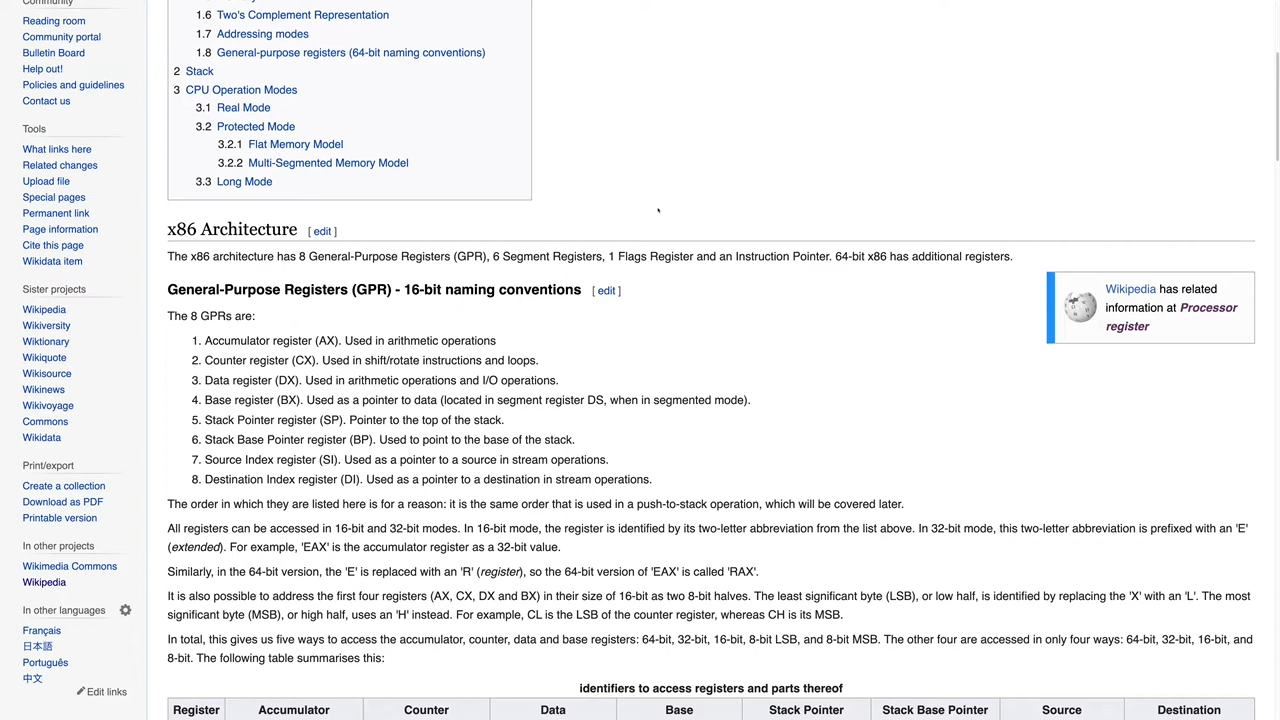 Community
Reading room
Community portal
Bulletin Board
Help out!
Policies and guidelines
Contact us
Tools
What links here
Related changes
Upload file
Special pages
Permanent link
Page information
Cite this page
Wikidata item
Sister projects
Wikipedia
Wikiversity
Wiktionary
Wikiquote
Wikisource
Wikinews
Wikivoyage
Commons
Wikidata
Print/export
Create a collection
Download as PDF
Printable version
In other projects
Wikimedia Commons
Wikipedia
In other languages
Français
日本語
Português
中文
Edit links
1.6 Two's Complement Representation
1.7 Addressing modes
1.8 General-purpose registers (64-bit naming conventions)
2 Stack
3 CPU Operation Modes
3.1 Real Mode
3.2 Protected Mode
3.2.1 Flat Memory Model
3.2.2 Multi-Segmented Memory Model
3.3 Long Mode
x86 Architecture [ edit ]
The x86 architecture has 8 General-Purpose Registers (GPR), 6 Segment Registers, 1 Flags Register and an Instruction Pointer. 64-bit x86 has additional registers.
General-Purpose Registers (GPR) - 16-bit naming conventions [ edit ]
Wikipedia has related
information at Processor
register
The 8 GPRs are:
1. Accumulator register (AX). Used in arithmetic operations
2. Counter register (CX). Used in shift/rotate instructions and loops.
3. Data register (DX). Used in arithmetic operations and I/O operations.
4. Base register (BX). Used as a pointer to data (located in segment register DS, when in segmented mode).
5. Stack Pointer register (SP). Pointer to the top of the stack.
6. Stack Base Pointer register (BP). Used to point to the base of the stack.
7. Source Index register (SI). Used as a pointer to a source in stream operations.
8. Destination Index register (DI). Used as a pointer to a destination in stream operations.
The order in which they are listed here is for a reason: it is the same order that is used in a push-to-stack operation, which will be covered later.
All registers can be accessed in 16-bit and 32-bit modes. In 16-bit mode, the register is identified by its two-letter abbreviation from the list above. In 32-bit mode, this two-letter abbreviation is prefixed with an 'E'
(extended). For example, 'EAX' is the accumulator register as a 32-bit value.
Similarly, in the 64-bit version, the 'E' is replaced with an 'R' (register), so the 64-bit version of 'EAX' is called 'RAX'.
It is also possible to address the first four registers (AX, CX, DX and BX) in their size of 16-bit as two 8-bit halves. The least significant byte (LSB), or low half, is identified by replacing the 'X' with an 'L'. The most
significant byte (MSB), or high half, uses an 'H' instead. For example, CL is the LSB of the counter register, whereas CH is its MSB.
In total, this gives us five ways to access the accumulator, counter, data and base registers: 64-bit, 32-bit, 16-bit, 8-bit LSB, and 8-bit MSB. The other four are accessed in only four ways: 64-bit, 32-bit, 16-bit, and
8-bit. The following table summarises this:
identifiers to access registers and parts thereof
Register Accumulator Counter Data Base Stack Pointer Stack Base Pointer Source Destination